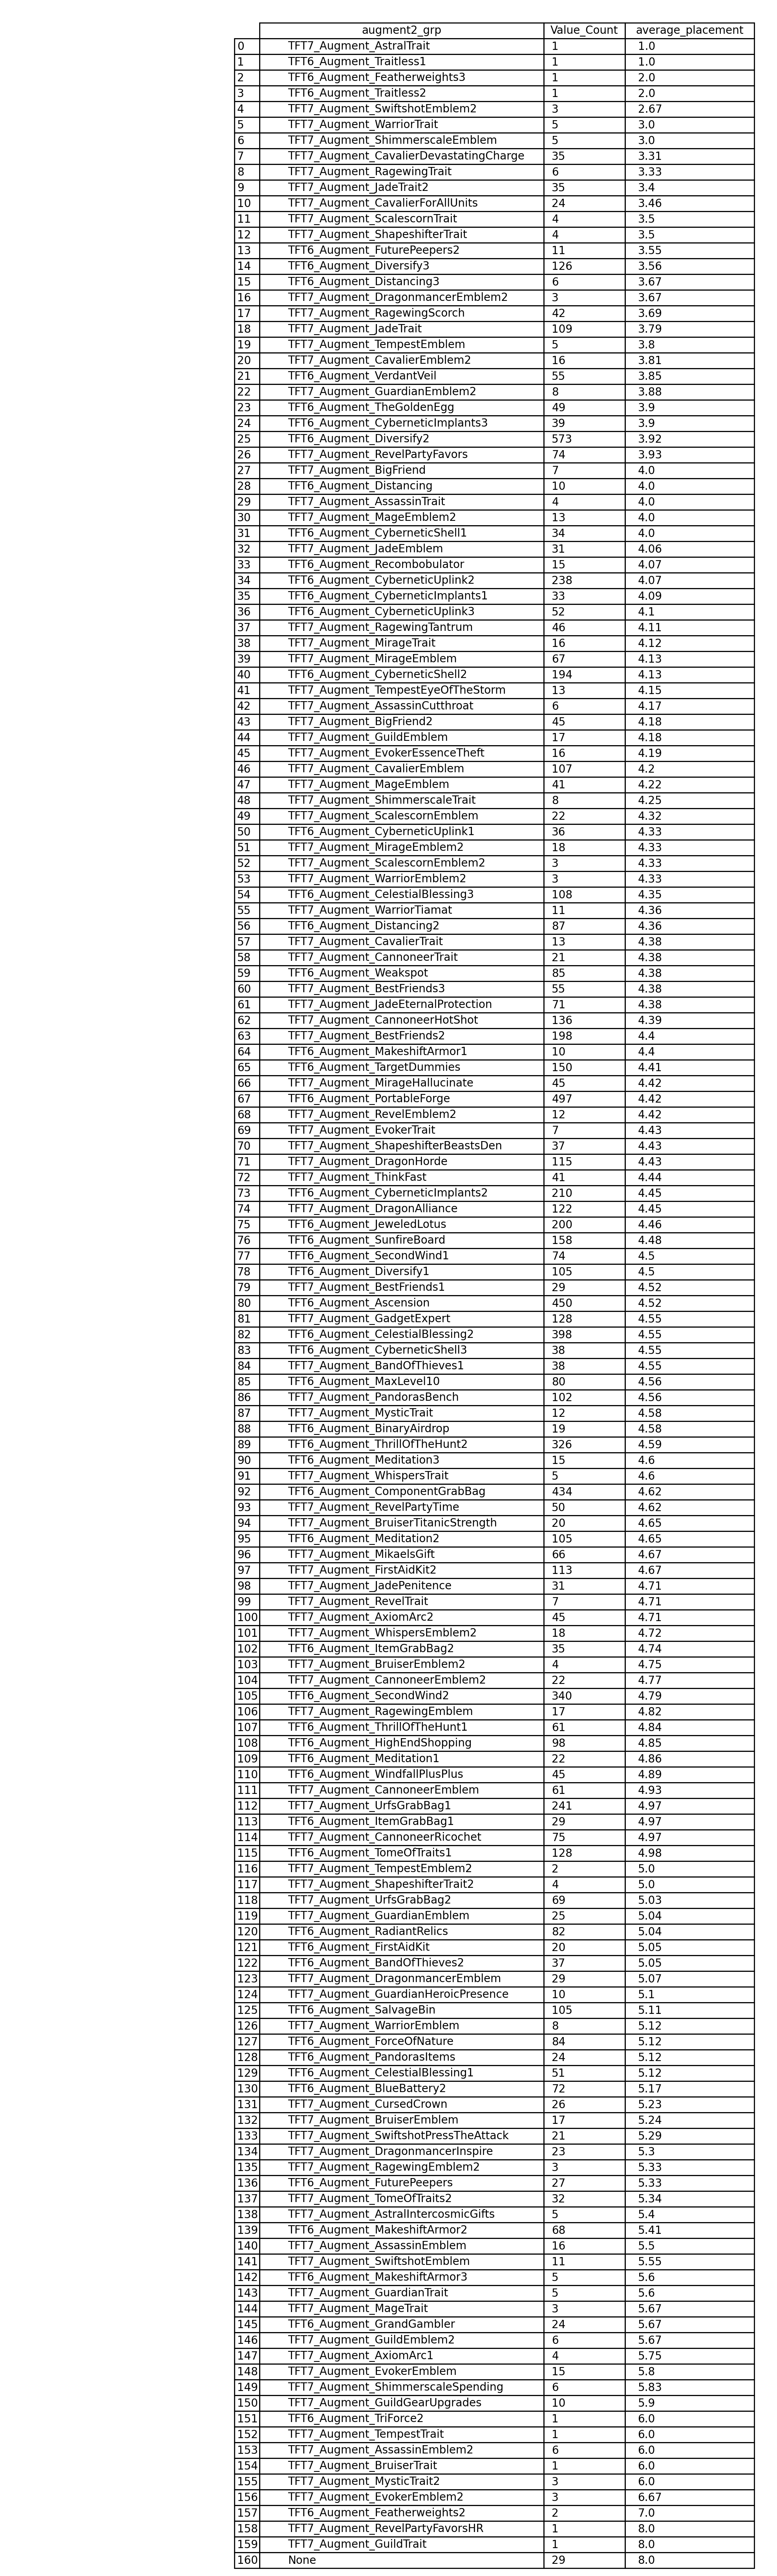 augment2_grp Value_Count average_placement
0 TFT7_Augment_AstralTrait 1 1.0
1 TFT6_Augment_Traitless1 1 1.0
2 TFT6_Augment_Featherweights3 1 2.0
3 TFT6_Augment_Traitless2 1 2.0
4 TFT7_Augment_SwiftshotEmblem2 3 2.67
5 TFT7_Augment_WarriorTrait 5 3.0
6 TFT7_Augment_ShimmerscaleEmblem 5 3.0
7 TFT7_Augment_CavalierDevastatingCharge 35 3.31
8 TFT7_Augment_RagewingTrait 6 3.33
9 TFT7_Augment_JadeTrait2 35 3.4
10 TFT7_Augment_CavalierForAllUnits 24 3.46
11 TFT7_Augment_ScalescornTrait 4 3.5
12 TFT7_Augment_ShapeshifterTrait 4 3.5
13 TFT6_Augment_FuturePeepers2 11 3.55
14 TFT6_Augment_Diversify3 126 3.56
15 TFT6_Augment_Distancing3 6 3.67
16 TFT7_Augment_DragonmancerEmblem2 3 3.67
17 TFT7_Augment_RagewingScorch 42 3.69
18 TFT7_Augment_JadeTrait 109 3.79
19 TFT7_Augment_TempestEmblem 5 3.8
20 TFT7_Augment_CavalierEmblem2 16 3.81
21 TFT6_Augment_VerdantVeil 55 3.85
22 TFT7_Augment_GuardianEmblem2 8 3.88
23 TFT6_Augment_TheGoldenEgg 49 3.9
24 TFT6_Augment_CyberneticImplants3 39 3.9
25 TFT6_Augment_Diversify2 573 3.92
26 TFT7_Augment_RevelPartyFavors 74 3.93
27 TFT7_Augment_BigFriend 7 4.0
28 TFT6_Augment_Distancing 10 4.0
29 TFT7_Augment_AssassinTrait 4 4.0
30 TFT7_Augment_MageEmblem2 13 4.0
31 TFT6_Augment_CyberneticShell1 34 4.0
32 TFT7_Augment_JadeEmblem 31 4.06
33 TFT6_Augment_Recombobulator 15 4.07
34 TFT6_Augment_CyberneticUplink2 238 4.07
35 TFT6_Augment_CyberneticImplants1 33 4.09
36 TFT6_Augment_CyberneticUplink3 52 4.1
37 TFT7_Augment_RagewingTantrum 46 4.11
38 TFT7_Augment_MirageTrait 16 4.12
39 TFT7_Augment_MirageEmblem 67 4.13
40 TFT6_Augment_CyberneticShell2 194 4.13
41 TFT7_Augment_TempestEyeOfTheStorm 13 4.15
42 TFT7_Augment_AssassinCutthroat 6 4.17
43 TFT7_Augment_BigFriend2 45 4.18
44 TFT7_Augment_GuildEmblem 17 4.18
45 TFT7_Augment_EvokerEssenceTheft 16 4.19
46 TFT7_Augment_CavalierEmblem 107 4.2
47 TFT7_Augment_MageEmblem 41 4.22
48 TFT7_Augment_ShimmerscaleTrait 8 4.25
49 TFT7_Augment_ScalescornEmblem 22 4.32
50 TFT6_Augment_CyberneticUplink1 36 4.33
51 TFT7_Augment_MirageEmblem2 18 4.33
52 TFT7_Augment_ScalescornEmblem2 3 4.33
53 TFT7_Augment_WarriorEmblem2 3 4.33
54 TFT6_Augment_CelestialBlessing3 108 4.35
55 TFT7_Augment_WarriorTiamat 11 4.36
56 TFT6_Augment_Distancing2 87 4.36
57 TFT7_Augment_CavalierTrait 13 4.38
58 TFT7_Augment_CannoneerTrait 21 4.38
59 TFT6_Augment_Weakspot 85 4.38
60 TFT7_Augment_BestFriends3 55 4.38
61 TFT7_Augment_JadeEternalProtection 71 4.38
62 TFT7_Augment_CannoneerHotShot 136 4.39
63 TFT7_Augment_BestFriends2 198 4.4
64 TFT6_Augment_MakeshiftArmor1 10 4.4
65 TFT6_Augment_TargetDummies 150 4.41
66 TFT7_Augment_MirageHallucinate 45 4.42
67 TFT6_Augment_PortableForge 497 4.42
68 TFT7_Augment_RevelEmblem2 12 4.42
69 TFT7_Augment_EvokerTrait 7 4.43
70 TFT7_Augment_ShapeshifterBeastsDen 37 4.43
71 TFT7_Augment_DragonHorde 115 4.43
72 TFT7_Augment_ThinkFast 41 4.44
73 TFT6_Augment_CyberneticImplants2 210 4.45
74 TFT7_Augment_DragonAlliance 122 4.45
75 TFT6_Augment_JeweledLotus 200 4.46
76 TFT6_Augment_SunfireBoard 158 4.48
77 TFT6_Augment_SecondWind1 74 4.5
78 TFT6_Augment_Diversify1 105 4.5
79 TFT7_Augment_BestFriends1 29 4.52
80 TFT6_Augment_Ascension 450 4.52
81 TFT7_Augment_GadgetExpert 128 4.55
82 TFT6_Augment_CelestialBlessing2 398 4.55
83 TFT6_Augment_CyberneticShell3 38 4.55
84 TFT7_Augment_BandOfThieves1 38 4.55
85 TFT6_Augment_MaxLevel10 80 4.56
86 TFT7_Augment_PandorasBench 102 4.56
87 TFT7_Augment_MysticTrait 12 4.58
88 TFT6_Augment_BinaryAirdrop 19 4.58
89 TFT6_Augment_ThrillOfTheHunt2 326 4.59
90 TFT6_Augment_Meditation3 15 4.6
91 TFT7_Augment_WhispersTrait 5 4.6
92 TFT6_Augment_ComponentGrabBag 434 4.62
93 TFT7_Augment_RevelPartyTime 50 4.62
94 TFT7_Augment_BruiserTitanicStrength 20 4.65
95 TFT6_Augment_Meditation2 105 4.65
96 TFT7_Augment_MikaelsGift 66 4.67
97 TFT7_Augment_FirstAidKit2 113 4.67
98 TFT7_Augment_JadePenitence 31 4.71
99 TFT7_Augment_RevelTrait 7 4.71
100 TFT7_Augment_AxiomArc2 45 4.71
101 TFT7_Augment_WhispersEmblem2 18 4.72
102 TFT6_Augment_ItemGrabBag2 35 4.74
103 TFT7_Augment_BruiserEmblem2 4 4.75
104 TFT7_Augment_CannoneerEmblem2 22 4.77
105 TFT6_Augment_SecondWind2 340 4.79
106 TFT7_Augment_RagewingEmblem 17 4.82
107 TFT6_Augment_ThrillOfTheHunt1 61 4.84
108 TFT6_Augment_HighEndShopping 98 4.85
109 TFT6_Augment_Meditation1 22 4.86
110 TFT6_Augment_WindfallPlusPlus 45 4.89
111 TFT7_Augment_CannoneerEmblem 61 4.93
112 TFT7_Augment_UrfsGrabBag1 241 4.97
113 TFT6_Augment_ItemGrabBag1 29 4.97
114 TFT7_Augment_CannoneerRicochet 75 4.97
115 TFT6_Augment_TomeOfTraits1 128 4.98
116 TFT7_Augment_TempestEmblem2 2 5.0
117 TFT7_Augment_ShapeshifterTrait2 4 5.0
118 TFT7_Augment_UrfsGrabBag2 69 5.03
119 TFT7_Augment_GuardianEmblem 25 5.04
120 TFT6_Augment_RadiantRelics 82 5.04
121 TFT6_Augment_FirstAidKit 20 5.05
122 TFT6_Augment_BandOfThieves2 37 5.05
123 TFT7_Augment_DragonmancerEmblem 29 5.07
124 TFT7_Augment_GuardianHeroicPresence 10 5.1
125 TFT6_Augment_SalvageBin 105 5.11
126 TFT7_Augment_WarriorEmblem 8 5.12
127 TFT6_Augment_ForceOfNature 84 5.12
128 TFT6_Augment_PandorasItems 24 5.12
129 TFT6_Augment_CelestialBlessing1 51 5.12
130 TFT6_Augment_BlueBattery2 72 5.17
131 TFT7_Augment_CursedCrown 26 5.23
132 TFT7_Augment_BruiserEmblem 17 5.24
133 TFT7_Augment_SwiftshotPressTheAttack 21 5.29
134 TFT7_Augment_DragonmancerInspire 23 5.3
135 TFT7_Augment_RagewingEmblem2 3 5.33
136 TFT6_Augment_FuturePeepers 27 5.33
137 TFT7_Augment_TomeOfTraits2 32 5.34
138 TFT7_Augment_AstralIntercosmicGifts 5 5.4
139 TFT6_Augment_MakeshiftArmor2 68 5.41
140 TFT7_Augment_AssassinEmblem 16 5.5
141 TFT7_Augment_SwiftshotEmblem 11 5.55
142 TFT6_Augment_MakeshiftArmor3 5 5.6
143 TFT7_Augment_GuardianTrait 5 5.6
144 TFT7_Augment_MageTrait 3 5.67
145 TFT6_Augment_GrandGambler 24 5.67
146 TFT7_Augment_GuildEmblem2 6 5.67
147 TFT7_Augment_AxiomArc1 4 5.75
148 TFT7_Augment_EvokerEmblem 15 5.8
149 TFT7_Augment_ShimmerscaleSpending 6 5.83
150 TFT7_Augment_GuildGearUpgrades 10 5.9
151 TFT6_Augment_TriForce2 1 6.0
152 TFT7_Augment_TempestTrait 1 6.0
153 TFT7_Augment_AssassinEmblem2 6 6.0
154 TFT7_Augment_BruiserTrait 1 6.0
155 TFT7_Augment_MysticTrait2 3 6.0
156 TFT7_Augment_EvokerEmblem2 3 6.67
157 TFT6_Augment_Featherweights2 2 7.0
158 TFT7_Augment_RevelPartyFavorsHR 1 8.0
159 TFT7_Augment_GuildTrait 1 8.0
160 None 29 8.0